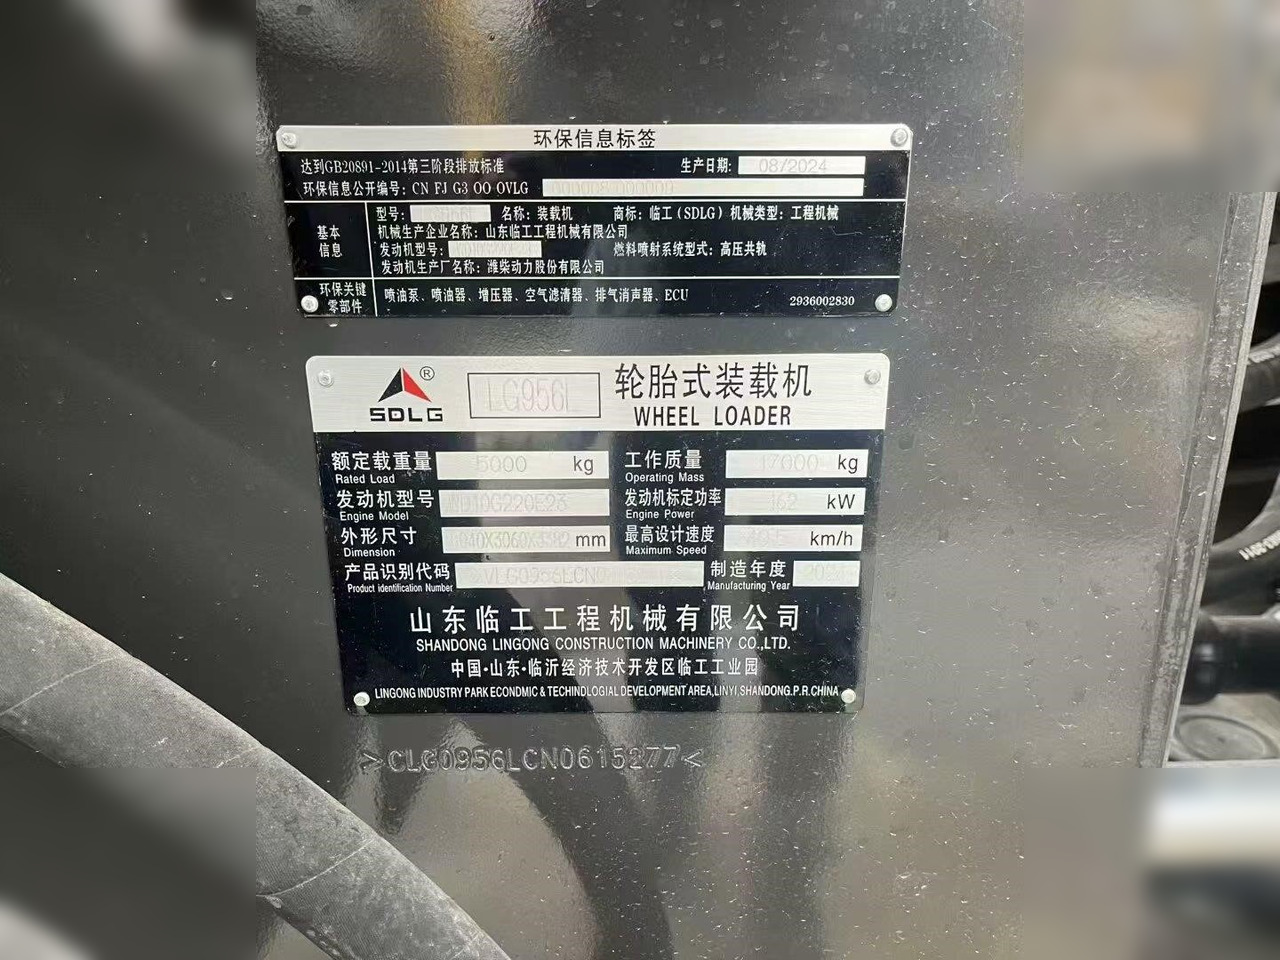 环保信息标签
达到GB20891-2014第三阶段排放标准 生产日期: 08/2024
环保信息公开编号: CN FJ G3 OO OVLG
基本信息
型号: 名称: 装载机 商标: 临工(SDLG) 机械类型: 工程机械
机械生产企业名称: 山东临工工程机械有限公司
发动机型号: 燃料喷射系统型式: 高压共轨
发动机生产厂名称: 潍柴动力股份有限公司
环保关键零部件 喷油泵、喷油器、增压器、空气滤清器、排气消声器、ECU 2936002830
SDLG ® LG956L 轮胎式装载机
WHEEL LOADER
额定载重量 5000 kg 工作质量 17000 kg
Rated Load Operating Mass
发动机型号 WD10G220E23 发动机标定功率 162 kW
Engine Model Engine Power
外形尺寸 mm 最高设计速度 km/h
Dimension Maximum Speed
产品识别代码 制造年度
Product identification Number Manufacturing Year
山东临工工程机械有限公司
SHANDONG LINGONG CONSTRUCTION MACHINERY CO.,LTD.
中国·山东·临沂经济技术开发区临工工业园
LINGONG INDUSTRY PARK ECONDMIC & TECHINDLOGIAL DEVELOPMENT AREA,LINYI,SHANDONG.P.R.CHINA
>CLG0956LCN0615277<